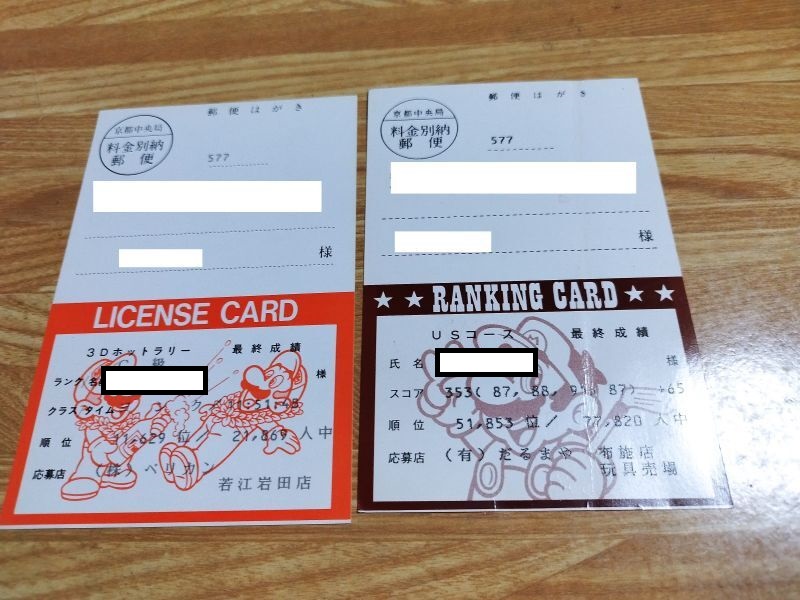 郵便はがき
京都中央局
料金別納
郵便
577
様
LICENSE CARD
3Dホットラリー 最終成績
C 級
ランク 名
様
クラス タイム 51"48
順位 11,629 位/ 21,869 人中
応募店 (株)ペリカン
若江岩田店
郵便はがき
京都中央局
料金別納
郵便
577
様
★ ★ RANKING CARD ★ ★
USコース 最終成績
氏名 様
スコア 353( 87, 88, 87) +65
順位 51,853 位/ 77,820 人中
応募店 (有)だるまや 布施店
玩具売場